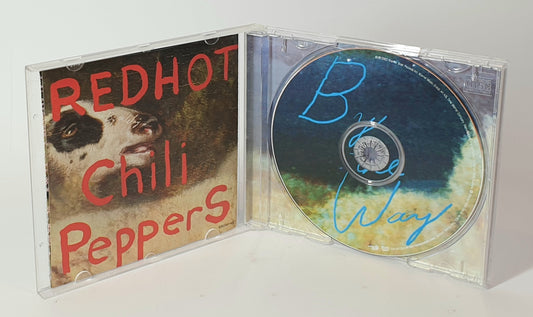 REDHOT
Chili
Peppers
By
the
Way